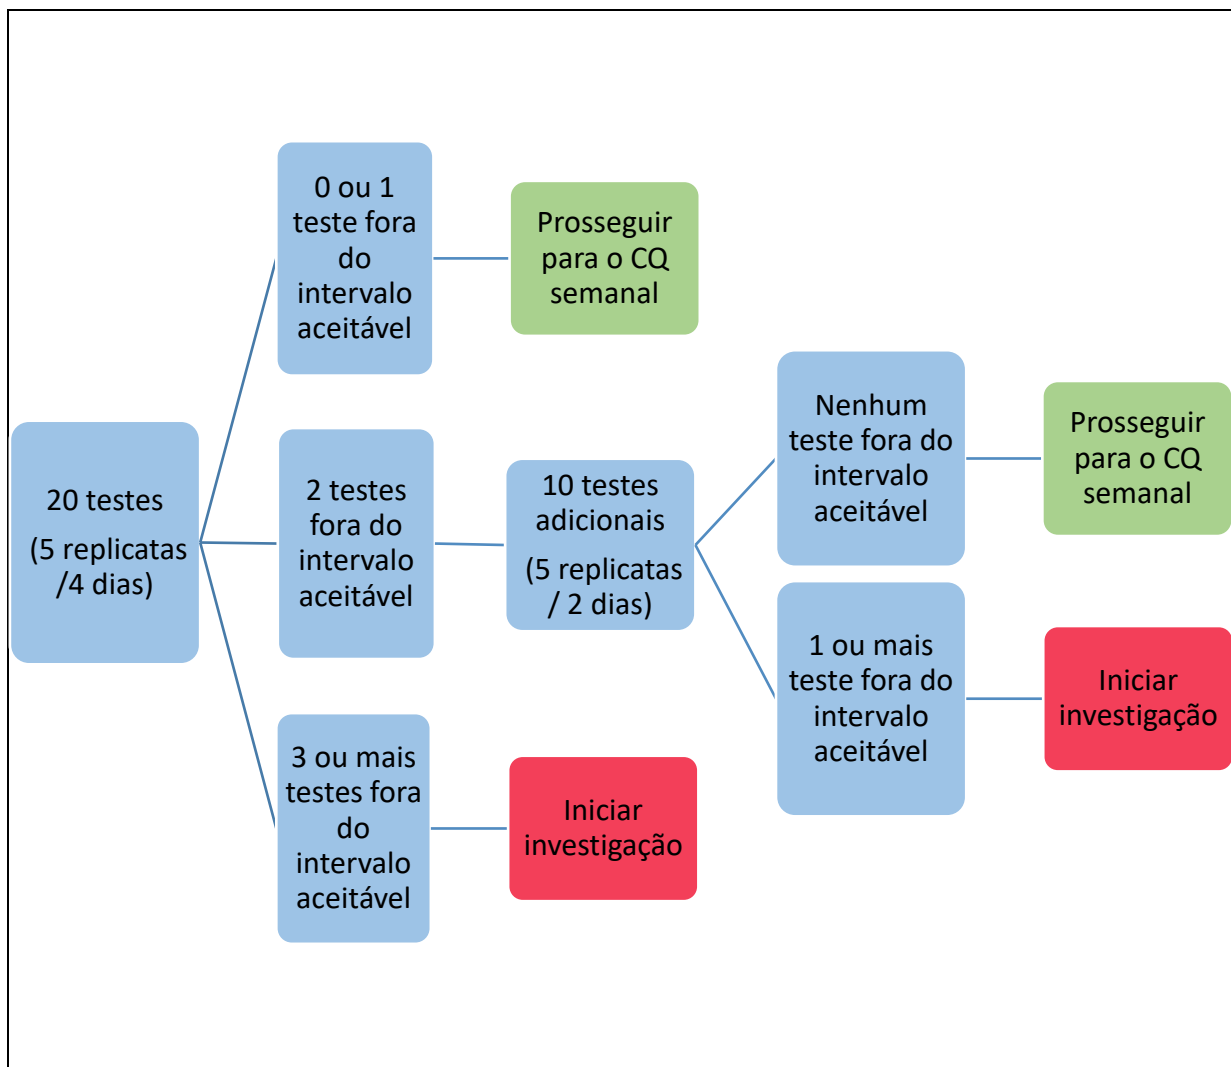 0 ou 1
teste fora
do
intervalo
aceitável
Prosseguir
para o CQ
semanal
20 testes
(5 replicatas
/4 dias)
2 testes
fora do
intervalo
aceitável
10 testes
adicionais
(5 replicatas
/ 2 dias)
Nenhum
teste fora do
intervalo
aceitável
Prosseguir
para o CQ
semanal
1 ou mais
teste fora do
intervalo
aceitável
Iniciar
investigação
3 ou mais
testes fora
do
intervalo
aceitável
Iniciar
investigação